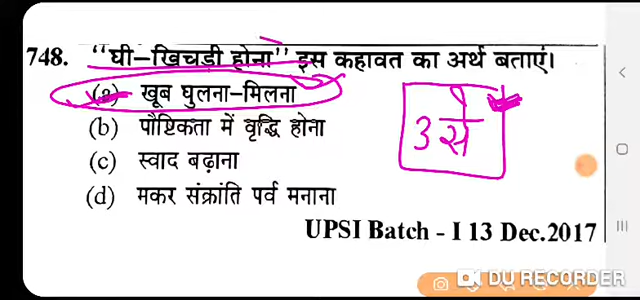 748. "घी-खिचडी होना" इस कहावत का अर्थ बताएं।
(a) खूब घुलना-मिलना
(b) पौष्टिकता में वृद्धि होना
3 से
(c) स्वाद बढ़ाना
(d) मकर संक्रांति पर्व मनाना
UPSI Batch - I 13 Dec.2017
DU RECORDER